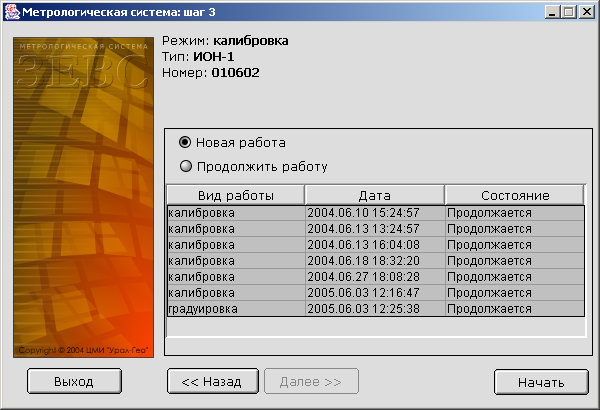 Метрологическая система: шаг 3
МЕТРОЛОГИЧЕСКАЯ СИСТЕМА
ЗЕВС
Copyright © 2004 ЦМИ "Урал-Гео"
Режим: калибровка
Тип: ИОН-1
Номер: 010602
Новая работа
Продолжить работу
Вид работы Дата Состояние
калибровка 2004.06.10 15:24:57 Продолжается
калибровка 2004.06.13 13:24:57 Продолжается
калибровка 2004.06.13 16:04:08 Продолжается
калибровка 2004.06.18 18:32:20 Продолжается
калибровка 2004.06.27 18:08:28 Продолжается
калибровка 2005.06.03 12:16:47 Продолжается
градуировка 2005.06.03 12:25:38 Продолжается
Выход << Назад Далее >> Начать